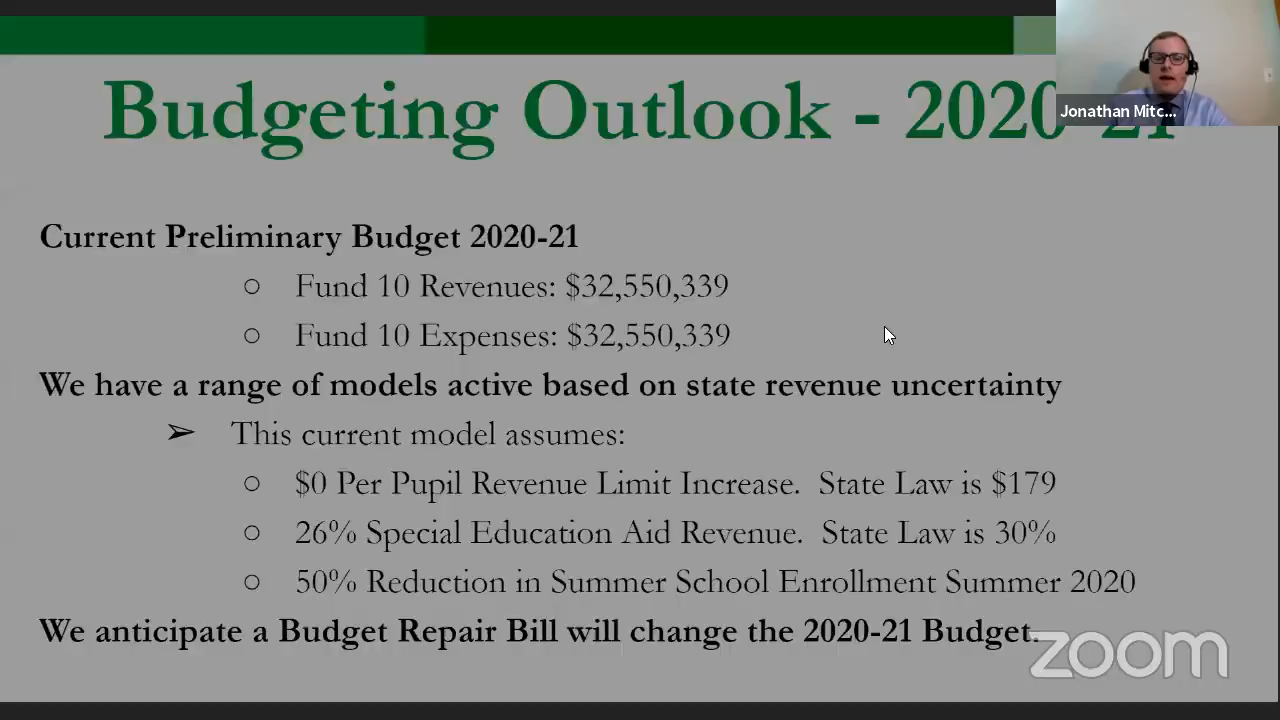 Budgeting Outlook - 2020-21
Jonathan Mitc...
Current Preliminary Budget 2020-21
○ Fund 10 Revenues: $32,550,339
○ Fund 10 Expenses: $32,550,339
We have a range of models active based on state revenue uncertainty
➢ This current model assumes:
○ $0 Per Pupil Revenue Limit Increase. State Law is $179
○ 26% Special Education Aid Revenue. State Law is 30%
○ 50% Reduction in Summer School Enrollment Summer 2020
We anticipate a Budget Repair Bill will change the 2020-21 Budget.
zoom